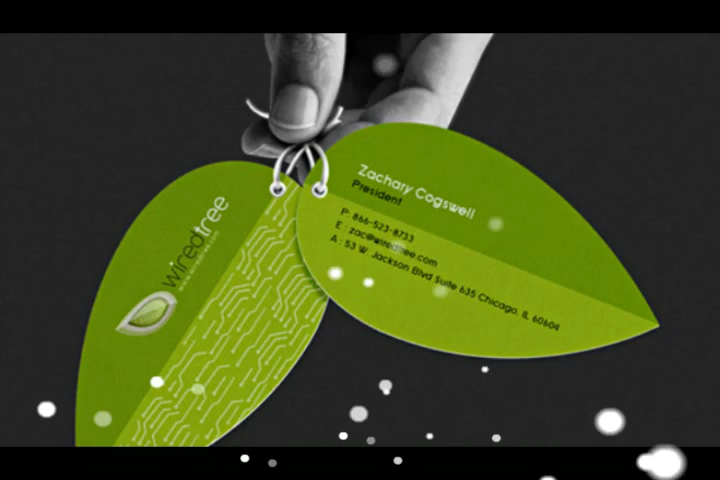 wiredtree
Zachary Cogswell
President
P: 866-523-8733
E : zac@wiredtree.com
A : 53 W. Jackson Blvd Suite 635 Chicago, IL 60604